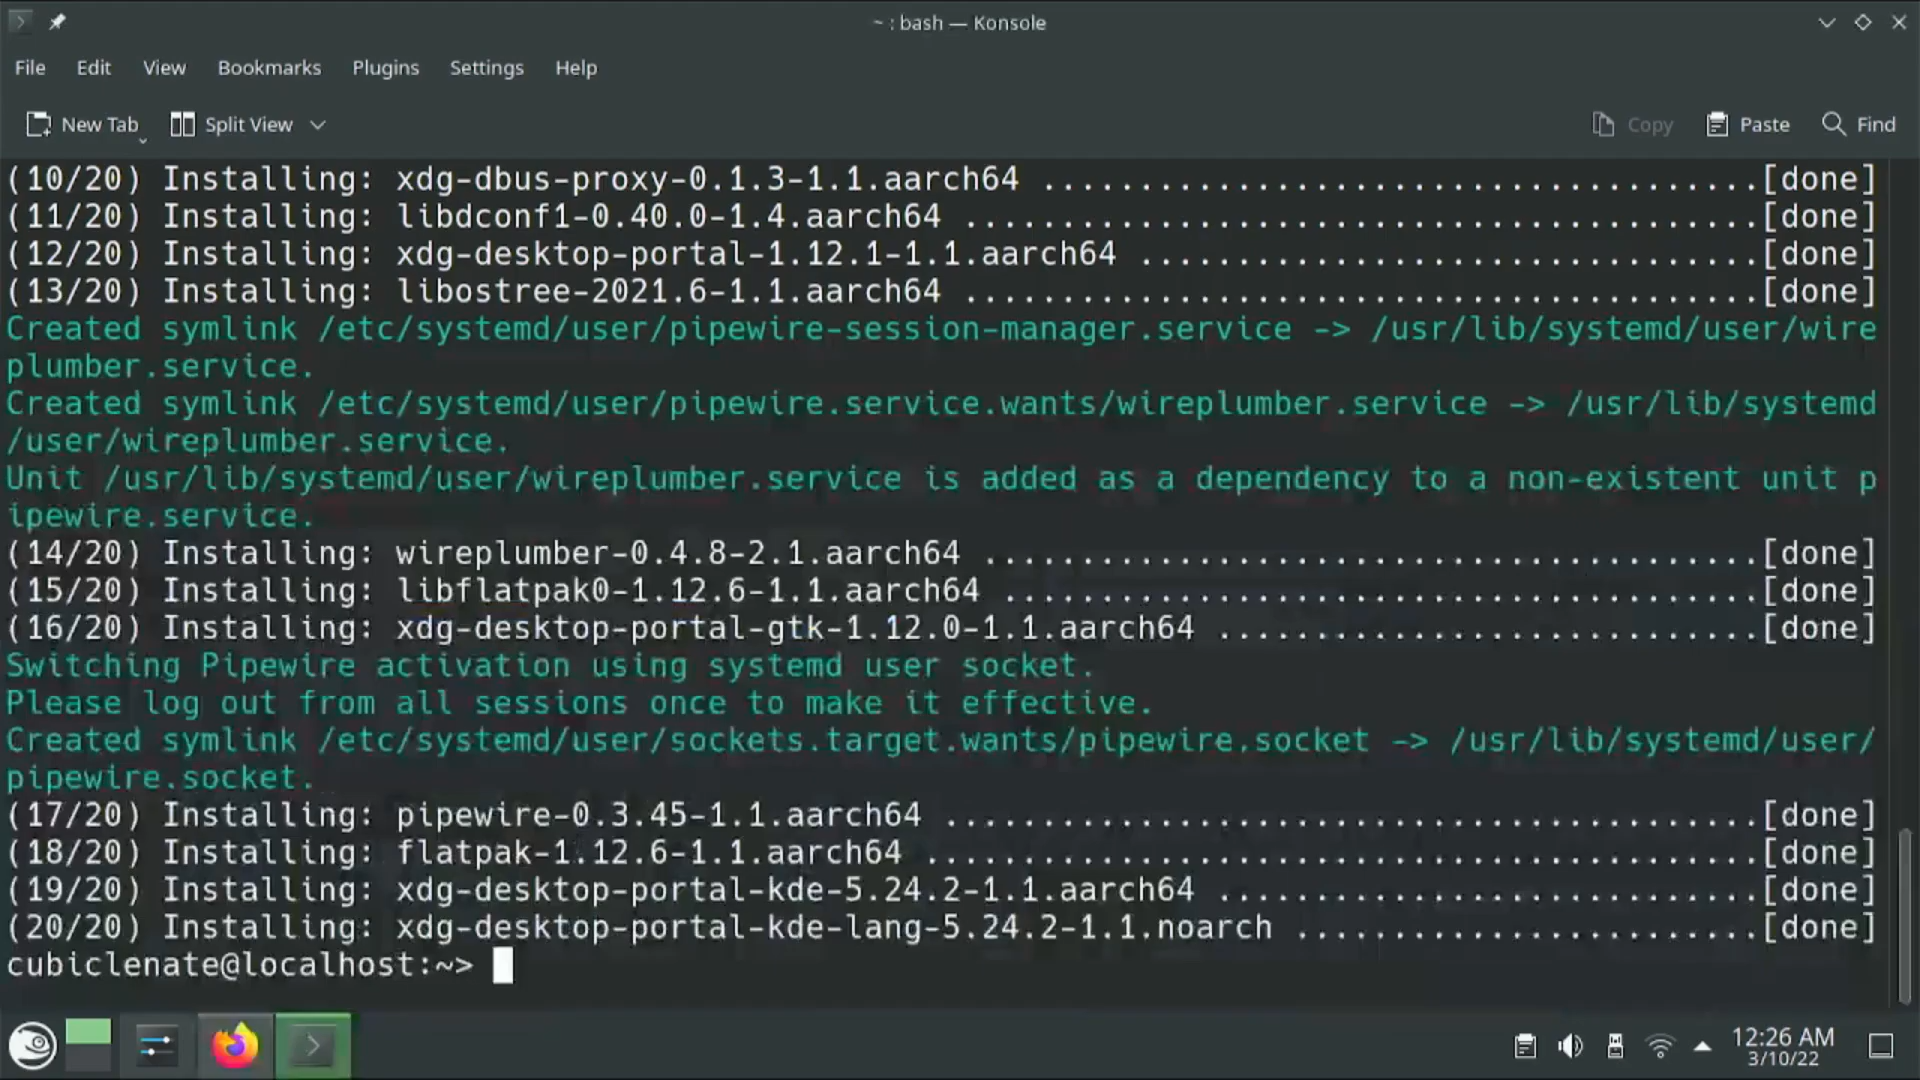 ~ : bash — Konsole
File Edit View Bookmarks Plugins Settings Help
New Tab Split View Copy Paste Find
(10/20) Installing: xdg-dbus-proxy-0.1.3-1.1.aarch64 .....................................[done]
(11/20) Installing: libdconf1-0.40.0-1.4.aarch64 .........................................[done]
(12/20) Installing: xdg-desktop-portal-1.12.1-1.1.aarch64 ................................[done]
(13/20) Installing: libostree-2021.6-1.1.aarch64 .........................................[done]
Created symlink /etc/systemd/user/pipewire-session-manager.service -> /usr/lib/systemd/user/wire
plumber.service.
Created symlink /etc/systemd/user/pipewire.service.wants/wireplumber.service -> /usr/lib/systemd
/user/wireplumber.service.
Unit /usr/lib/systemd/user/wireplumber.service is added as a dependency to a non-existent unit p
ipewire.service.
(14/20) Installing: wireplumber-0.4.8-2.1.aarch64 ........................................[done]
(15/20) Installing: libflatpak0-1.12.6-1.1.aarch64 .......................................[done]
(16/20) Installing: xdg-desktop-portal-gtk-1.12.0-1.1.aarch64 ............................[done]
Switching Pipewire activation using systemd user socket.
Please log out from all sessions once to make it effective.
Created symlink /etc/systemd/user/sockets.target.wants/pipewire.socket -> /usr/lib/systemd/user/
pipewire.socket.
(17/20) Installing: pipewire-0.3.45-1.1.aarch64 ..........................................[done]
(18/20) Installing: flatpak-1.12.6-1.1.aarch64 ...........................................[done]
(19/20) Installing: xdg-desktop-portal-kde-5.24.2-1.1.aarch64 ............................[done]
(20/20) Installing: xdg-desktop-portal-kde-lang-5.24.2-1.1.noarch ........................[done]
cubiclenate@localhost:~>
12:26 AM
3/10/22